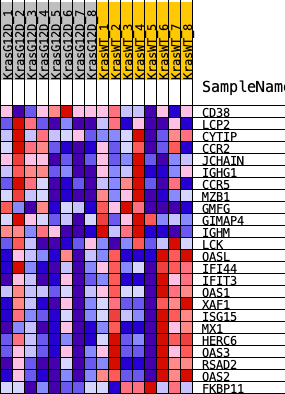 KrasG12D_1
KrasG12D_2
KrasG12D_3
KrasG12D_4
KrasG12D_5
KrasG12D_6
KrasG12D_7
KrasG12D_8
KrasWT_1
KrasWT_2
KrasWT_3
KrasWT_4
KrasWT_5
KrasWT_6
KrasWT_7
KrasWT_8
SampleName
CD38
LCP2
CYTIP
CCR2
JCHAIN
IGHG1
CCR5
MZB1
GMFG
GIMAP4
IGHM
LCK
OASL
IFI44
IFIT3
OAS1
XAF1
ISG15
MX1
HERC6
OAS3
RSAD2
OAS2
FKBP11